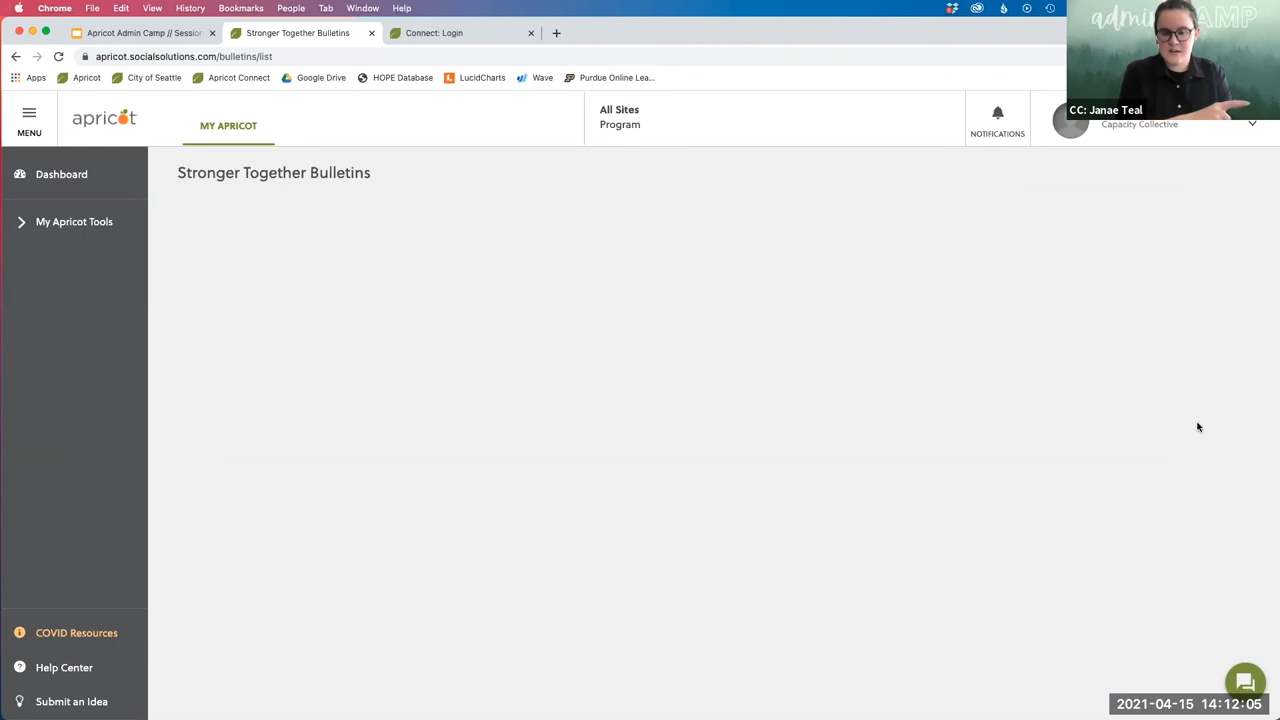 Chrome File Edit View History Bookmarks People Tab Window Help
Apricot Admin Camp // Session
Stronger Together Bulletins
Connect: Login
apricot.socialsolutions.com/bulletins/list
Apps Apricot City of Seattle Apricot Connect Google Drive HOPE Database LucidCharts Wave Purdue Online Lea...
admin CAMP
CC: Janae Teal
Capacity Collective
MENU
apricot
MY APRICOT
All Sites
Program
NOTIFICATIONS
Dashboard
My Apricot Tools
Stronger Together Bulletins
COVID Resources
Help Center
Submit an Idea
2021-04-15 14:12:05